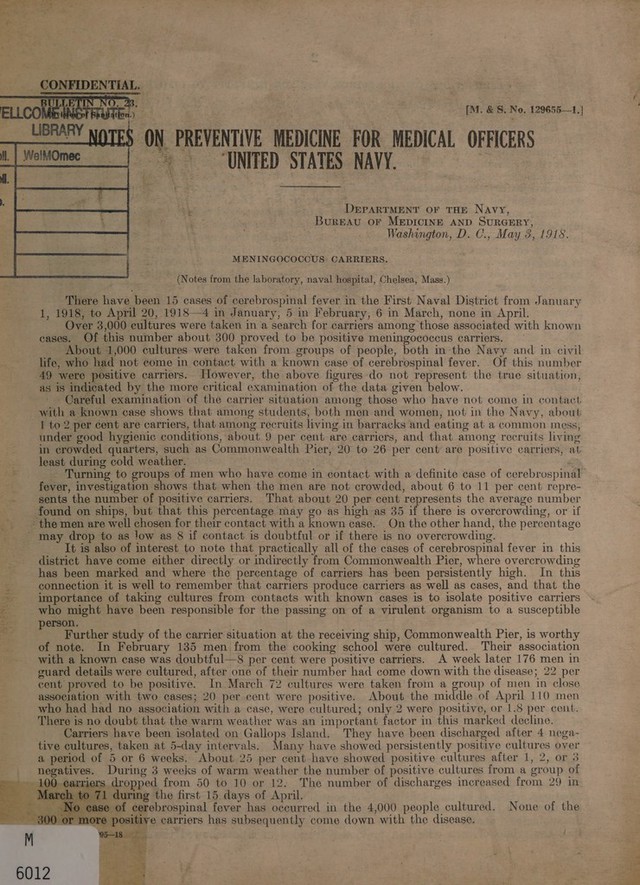 CONFIDENTIAL.
BULLETIN NO. 23.
[M. & S. No. 129655—1.]
WELLCOME INSTITUTE
LIBRARY
WelMOmec
NOTES ON PREVENTIVE MEDICINE FOR MEDICAL OFFICERS
UNITED STATES NAVY.
DEPARTMENT OF THE NAVY,
BUREAU OF MEDICINE AND SURGERY,
Washington, D. C., May 3, 1918.
MENINGOCOCCUS CARRIERS.
(Notes from the laboratory, naval hospital, Chelsea, Mass.)
There have been 15 cases of cerebrospinal fever in the First Naval District from January
1, 1918, to April 20, 1918—4 in January, 5 in February, 6 in March, none in April.
Over 3,000 cultures were taken in a search for carriers among those associated with known
cases. Of this number about 300 proved to be positive meningococcus carriers.
About 1,000 cultures were taken from groups of people, both in the Navy and in civil
life, who had not come in contact with a known case of cerebrospinal fever. Of this number
49 were positive carriers. However, the above figures do not represent the true situation,
as is indicated by the more critical examination of the data given below.
Careful examination of the carrier situation among those who have not come in contact
with a known case shows that among students, both men and women, not in the Navy, about
1 to 2 per cent are carriers, that among recruits living in barracks and eating at a common mess,
under good hygienic conditions, about 9 per cent are carriers, and that among recruits living
in crowded quarters, such as Commonwealth Pier, 20 to 26 per cent are positive carriers, at
least during cold weather.
Turning to groups of men who have come in contact with a definite case of cerebrospinal
fever, investigation shows that when the men are not crowded, about 6 to 11 per cent repre-
sents the number of positive carriers. That about 20 per cent represents the average number
found on ships, but that this percentage may go as high as 35 if there is overcrowding, or if
the men are well chosen for their contact with a known case. On the other hand, the percentage
may drop to as low as 8 if contact is doubtful or if there is no overcrowding.
It is also of interest to note that practically all of the cases of cerebrospinal fever in this
district have come either directly or indirectly from Commonwealth Pier, where overcrowding
has been marked and where the percentage of carriers has been persistently high. In this
connection it is well to remember that carriers produce carriers as well as cases, and that the
importance of taking cultures from contacts with known cases is to isolate positive carriers
who might have been responsible for the passing on of a virulent organism to a susceptible
person.
Further study of the carrier situation at the receiving ship, Commonwealth Pier, is worthy
of note. In February 135 men from the cooking school were cultured. Their association
with a known case was doubtful—8 per cent were positive carriers. A week later 176 men in
guard details were cultured, after one of their number had come down with the disease; 22 per
cent proved to be positive. In March 72 cultures were taken from a group of men in close
association with two cases; 20 per cent were positive. About the middle of April 110 men
who had had no association with a case, were cultured; only 2 were positive, or 1.8 per cent.
There is no doubt that the warm weather was an important factor in this marked decline.
Carriers have been isolated on Gallops Island. They have been discharged after 4 nega-
tive cultures, taken at 5-day intervals. Many have showed persistently positive cultures over
a period of 5 or 6 weeks. About 25 per cent have showed positive cultures after 1, 2, or 3
negatives. During 3 weeks of warm weather the number of positive cultures from a group of
100 carriers dropped from 50 to 10 or 12. The number of discharges increased from 29 in
March to 71 during the first 15 days of April.
No case of cerebrospinal fever has occurred in the 4,000 people cultured. None of the
300 or more positive carriers has subsequently come down with the disease.
95—18
M
6012